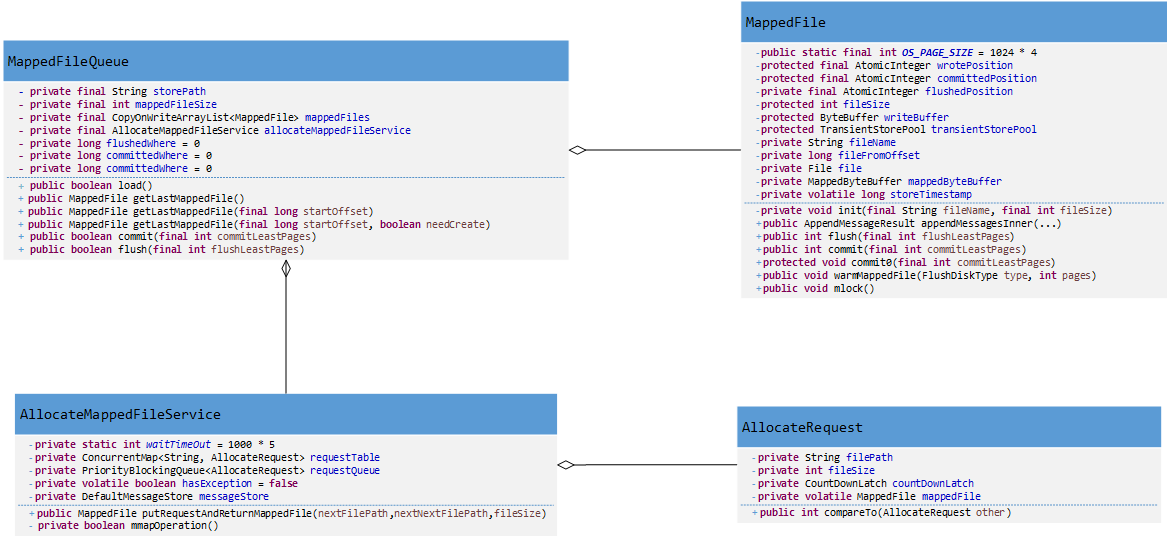 MappedFileQueue
- private final String storePath
- private final int mappedFileSize
- private final CopyOnWriteArrayList<MappedFile> mappedFiles
- private final AllocateMappedFileService allocateMappedFileService
- private long flushedWhere = 0
- private long committedWhere = 0
- private long committedWhere = 0
+ public boolean load()
+ public MappedFile getLastMappedFile()
+ public MappedFile getLastMappedFile(final long startOffset)
+ public MappedFile getLastMappedFile(final long startOffset, boolean needCreate)
+ public boolean commit(final int commitLeastPages)
+ public boolean flush(final int flushLeastPages)
MappedFile
-public static final int OS_PAGE_SIZE = 1024 * 4
-protected final AtomicInteger wrotePosition
-protected final AtomicInteger committedPosition
-private final AtomicInteger flushedPosition
-protected int fileSize
-protected ByteBuffer writeBuffer
-protected TransientStorePool transientStorePool
-private String fileName
-private long fileFromOffset
-private File file
-private MappedByteBuffer mappedByteBuffer
-private volatile long storeTimestamp
-private void init(final String fileName, final int fileSize)
+public AppendMessageResult appendMessagesInner(...)
+public int flush(final int flushLeastPages)
+public int commit(final int commitLeastPages)
+protected void commit0(final int commitLeastPages)
+public void warmMappedFile(FlushDiskType type, int pages)
+public void mlock()
AllocateMappedFileService
-private static int waitTimeOut = 1000 * 5
-private ConcurrentMap<String, AllocateRequest> requestTable
-private PriorityBlockingQueue<AllocateRequest> requestQueue
-private volatile boolean hasException = false
-private DefaultMessageStore messageStore
+public MappedFile putRequestAndReturnMappedFile(nextFilePath,nextNextFilePath,fileSize)
- private boolean mmapOperation()
AllocateRequest
-private String filePath
-private int fileSize
-private CountDownLatch countDownLatch
-private volatile MappedFile mappedFile
+public int compareTo(AllocateRequest other)